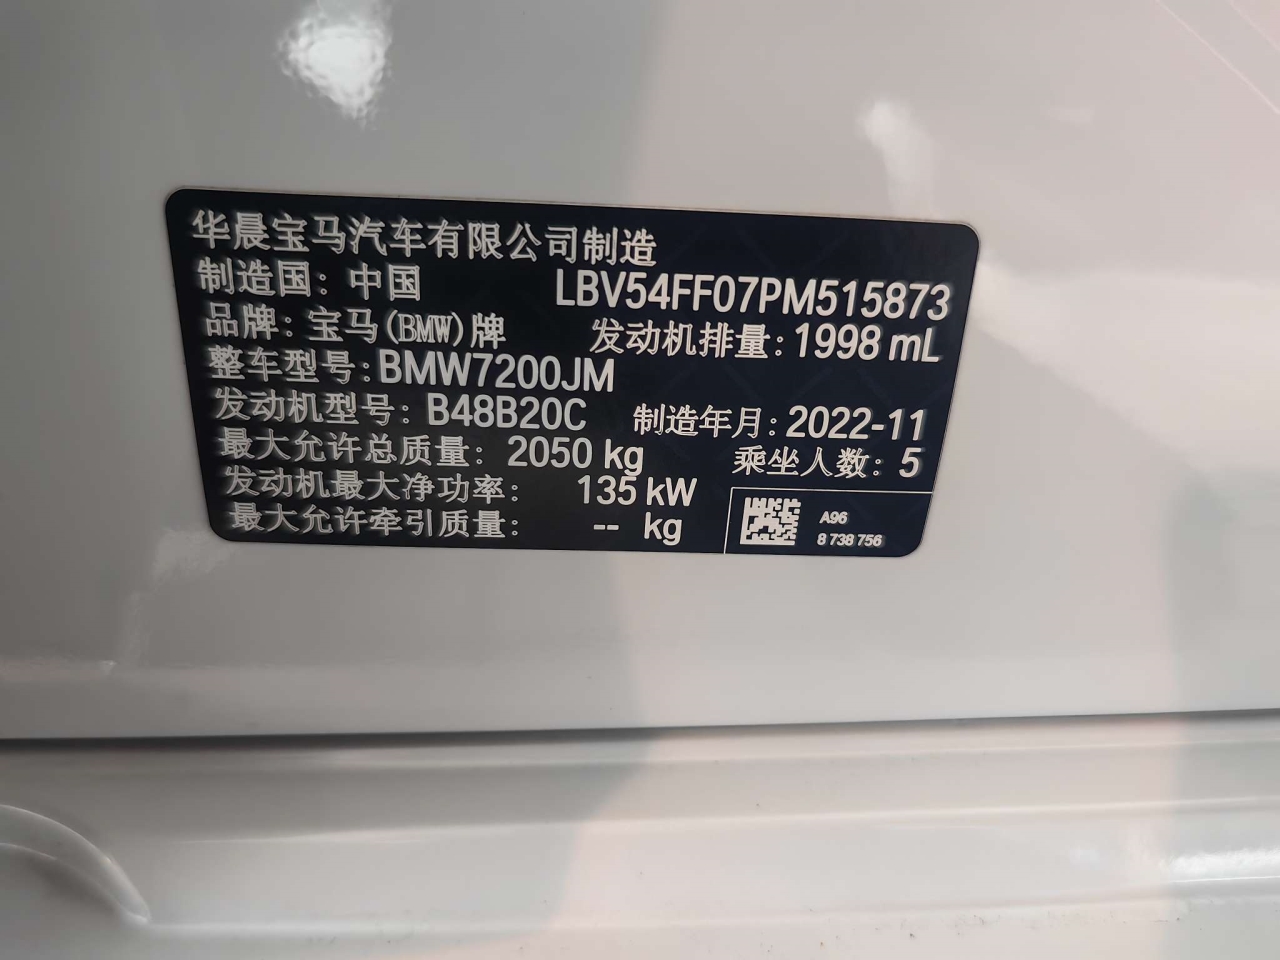 华晨宝马汽车有限公司制造
制造国：中国 LBV54FF07PM515873
品牌：宝马(BMW)牌 发动机排量：1998 mL
整车型号：BMW7200JM
发动机型号：B48B20C 制造年月：2022-11
最大允许总质量：2050 kg 乘坐人数：5
发动机最大净功率：135 kW
最大允许牵引质量：-- kg
A96
8 738 756